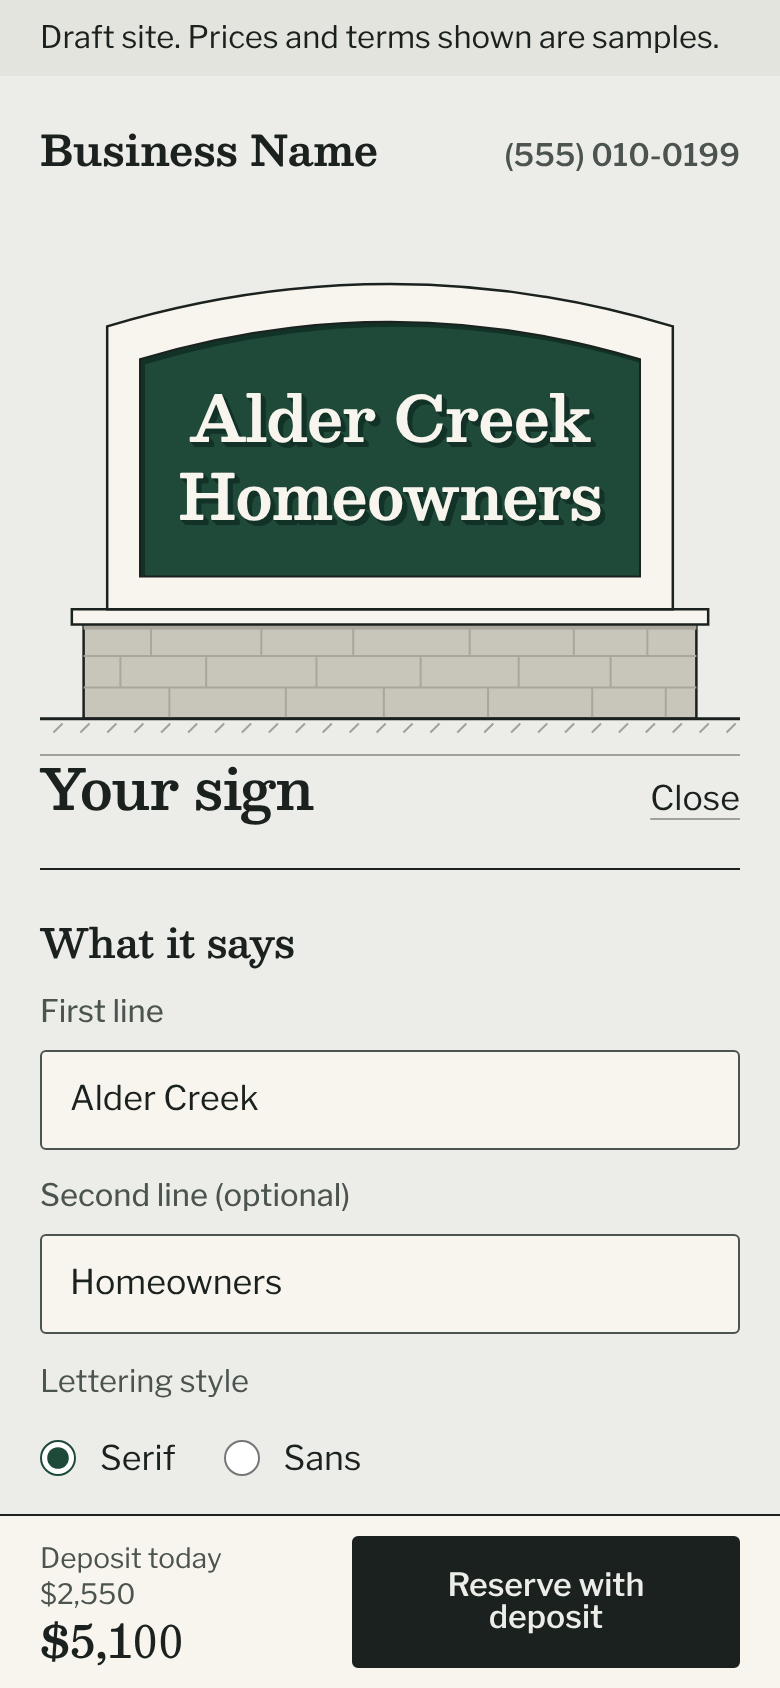 Draft site. Prices and terms shown are samples.
Business Name
(555) 010-0199
Alder Creek
Homeowners
Your sign
Close
What it says
First line
Alder Creek
Second line (optional)
Homeowners
Lettering style
Serif
Sans
Deposit today
$2,550
$5,100
Reserve with
deposit